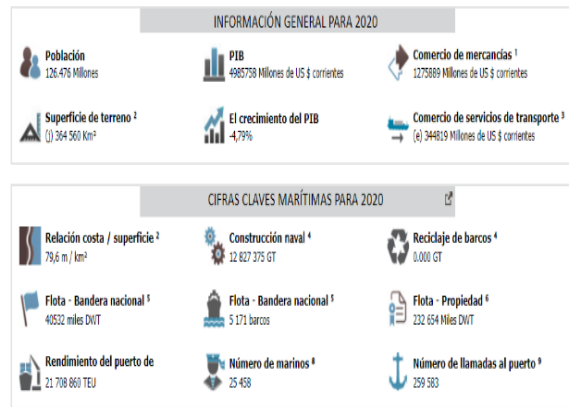 INFORMACIÓN GENERAL PARA 2020
Población
126.476 Millones
PIB
4985758 Millones de US $ corrientes
Comercio de mercancías 1
1275889 Millones de US $ corrientes
Superficie de terreno 2
(j) 364 560 Km²
El crecimiento del PIB
-4,79%
Comercio de servicios de transporte 3
(e) 344819 Millones de US $ corrientes
CIFRAS CLAVES MARÍTIMAS PARA 2020
Relación costa / superficie 2
79,6 m / km²
Construcción naval 4
12 827 375 GT
Reciclaje de barcos 4
0.000 GT
Flota - Bandera nacional 5
40532 miles DWT
Flota - Bandera nacional 5
5 171 barcos
Flota - Propiedad 6
232 654 Miles DWT
Rendimiento del puerto de
21 708 860 TEU
Número de marinos 8
25 458
Número de llamadas al puerto 9
259 583